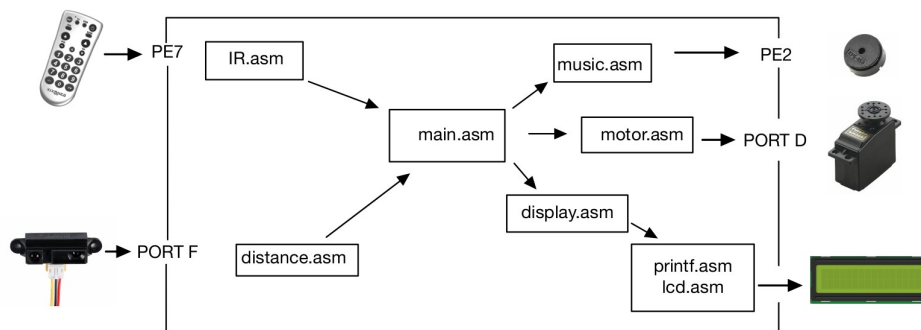 PE7
IR.asm
music.asm
PE2
main.asm
motor.asm
PORT D
display.asm
PORT F
distance.asm
printf.asm
lcd.asm